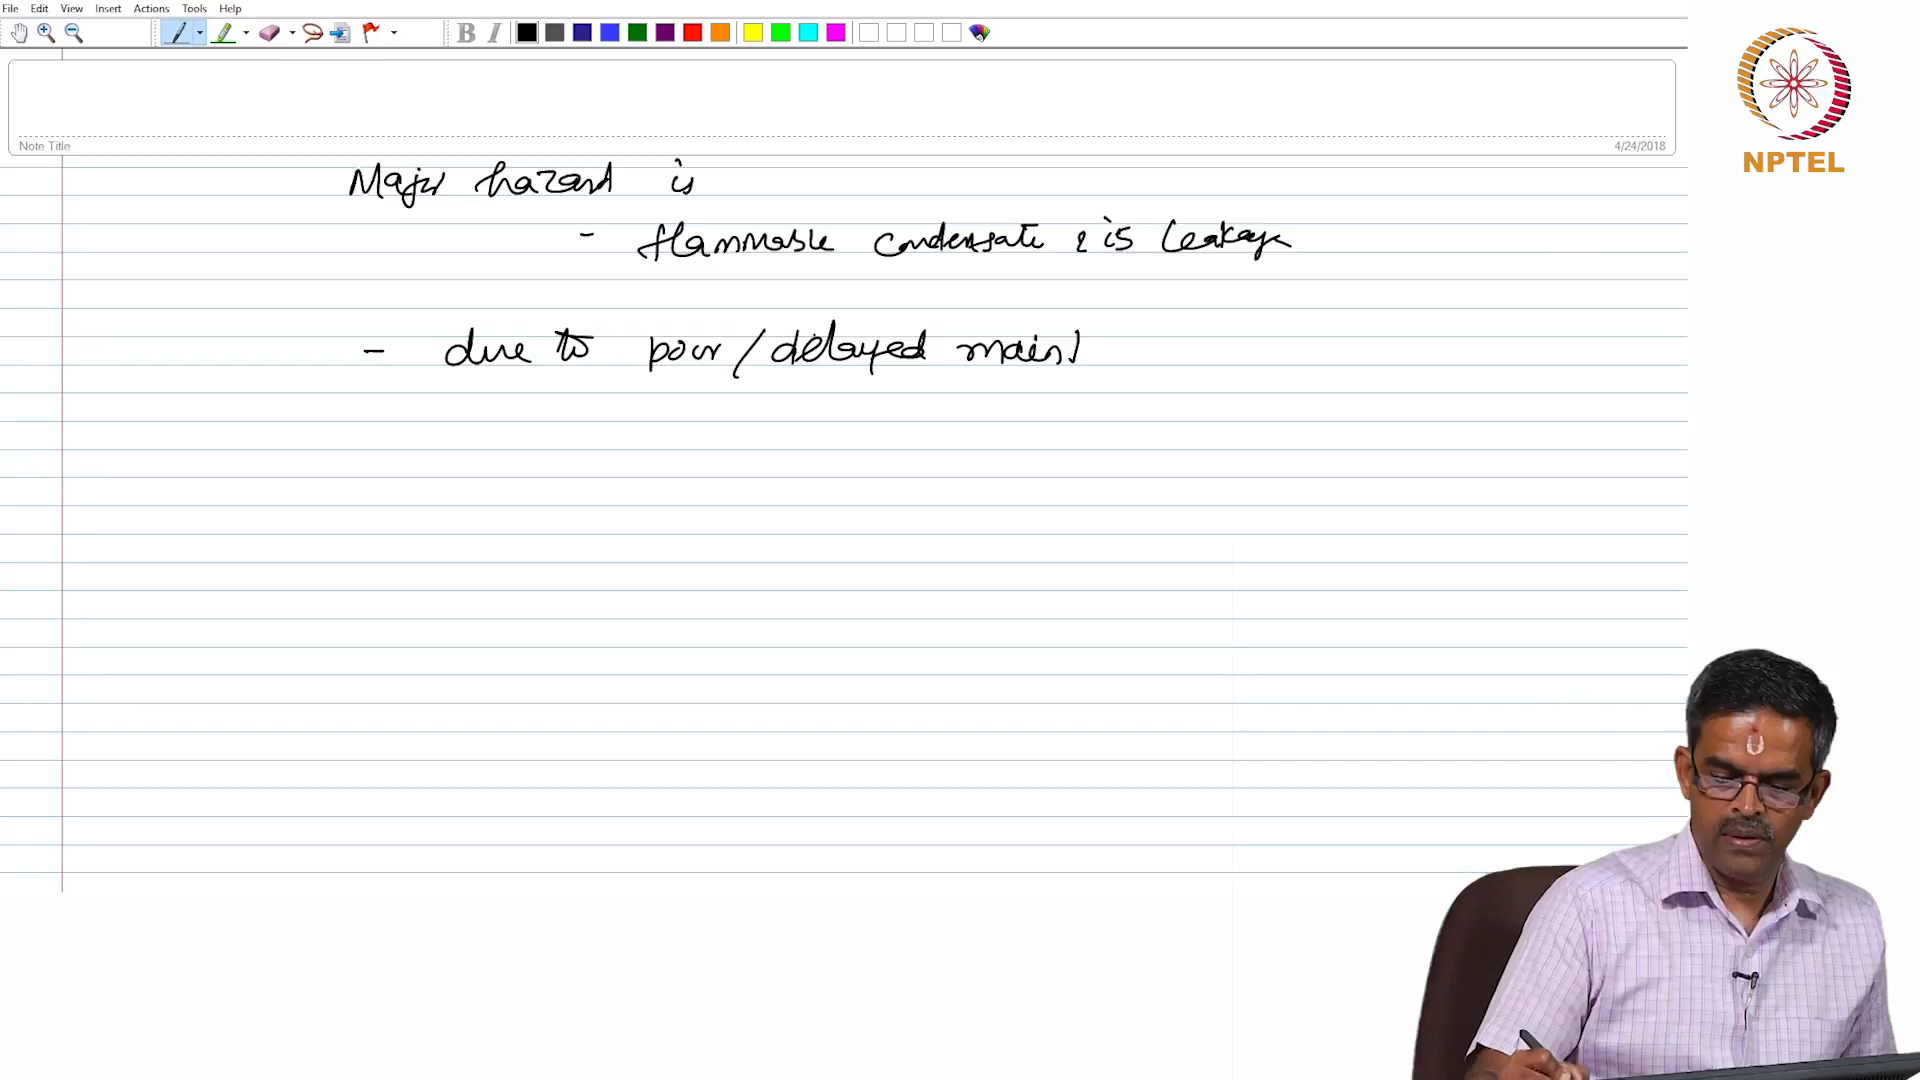 File Edit View Insert Actions Tools Help
B I
Note Title
4/24/2018
NPTEL
Major hazard is
- flammable condensate & is leakage
- due to poor/delayed maint